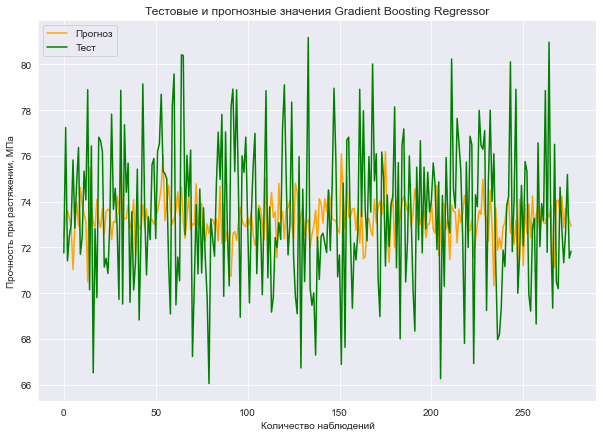 Тестовые и прогнозные значения Gradient Boosting Regressor
Прогноз
Тест
Прочность при растяжении, МПа
80
78
76
74
72
70
68
66
0
50
100
150
200
250
Количество наблюдений